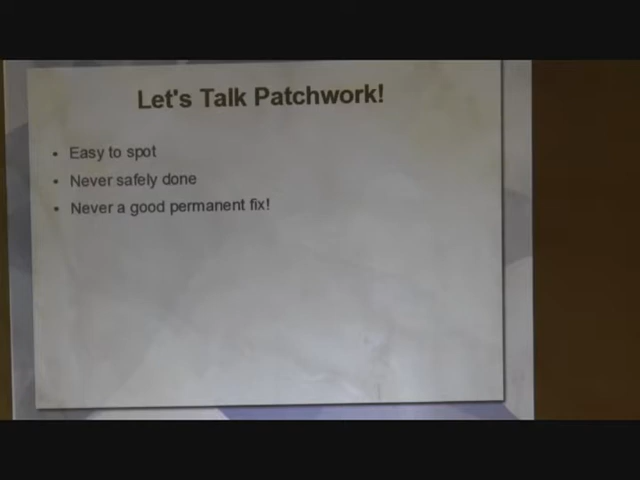 Let's Talk Patchwork!
• Easy to spot
• Never safely done
• Never a good permanent fix!